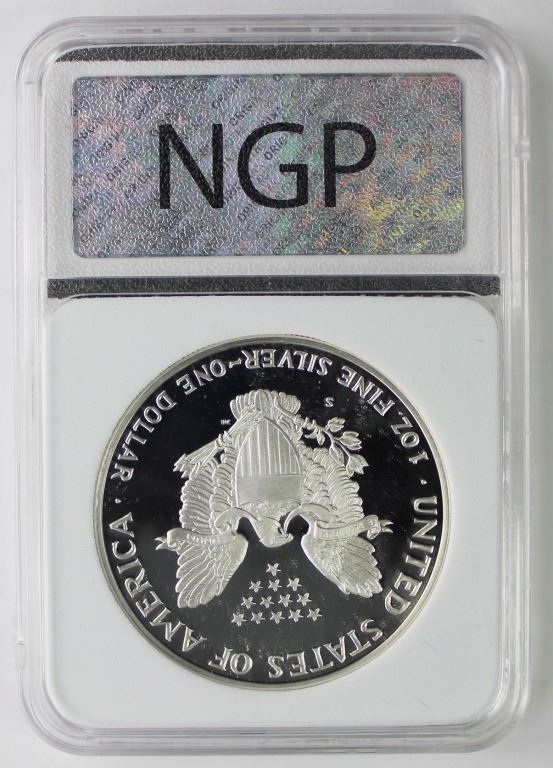 NGP
UNITED STATES OF AMERICA
1 OZ. FINE SILVER~ONE DOLLAR
S